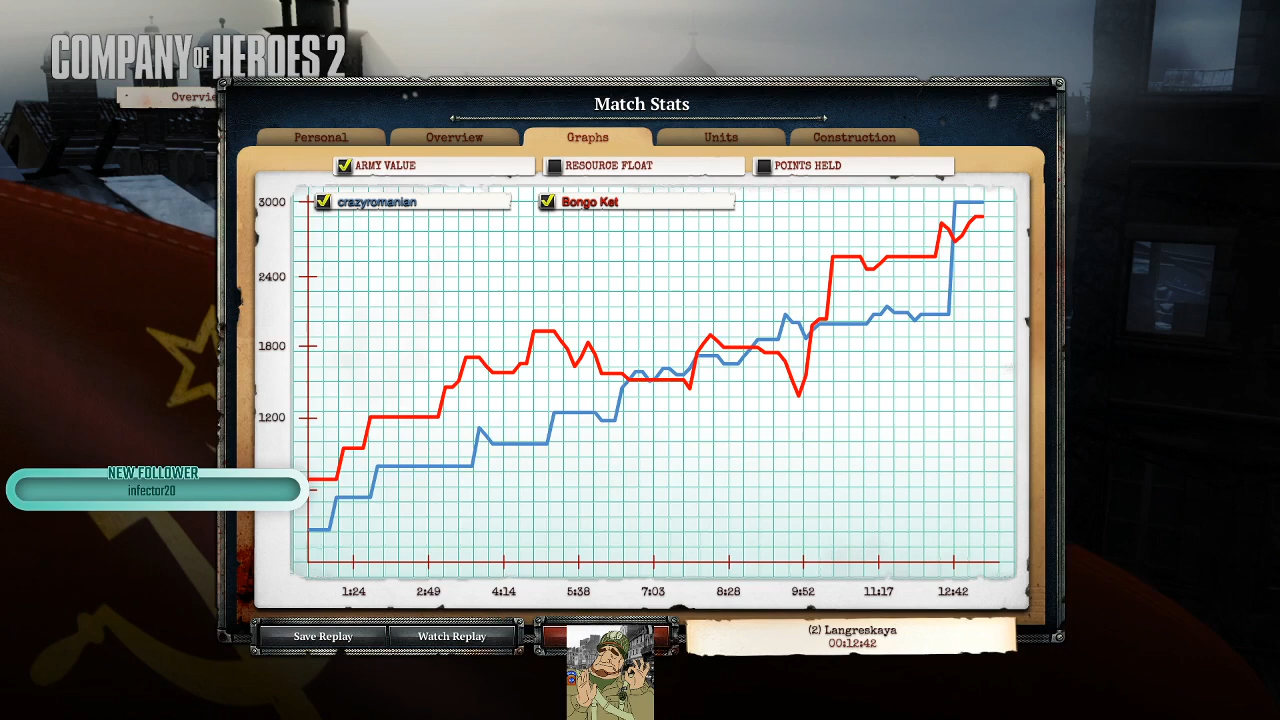 COMPANY OF HEROES 2
Overvie
Match Stats
Personal
Overview
Graphs
Units
Construction
ARMY VALUE
RESOURCE FLOAT
POINTS HELD
crazyromanian
Bongo Ket
3000
2400
1800
1200
NEW FOLLOWER
infector20
1:24
2:49
4:14
5:38
7:03
8:28
9:52
11:17
12:42
Save Replay
Watch Replay
(2) Langreskaya
00:12:42